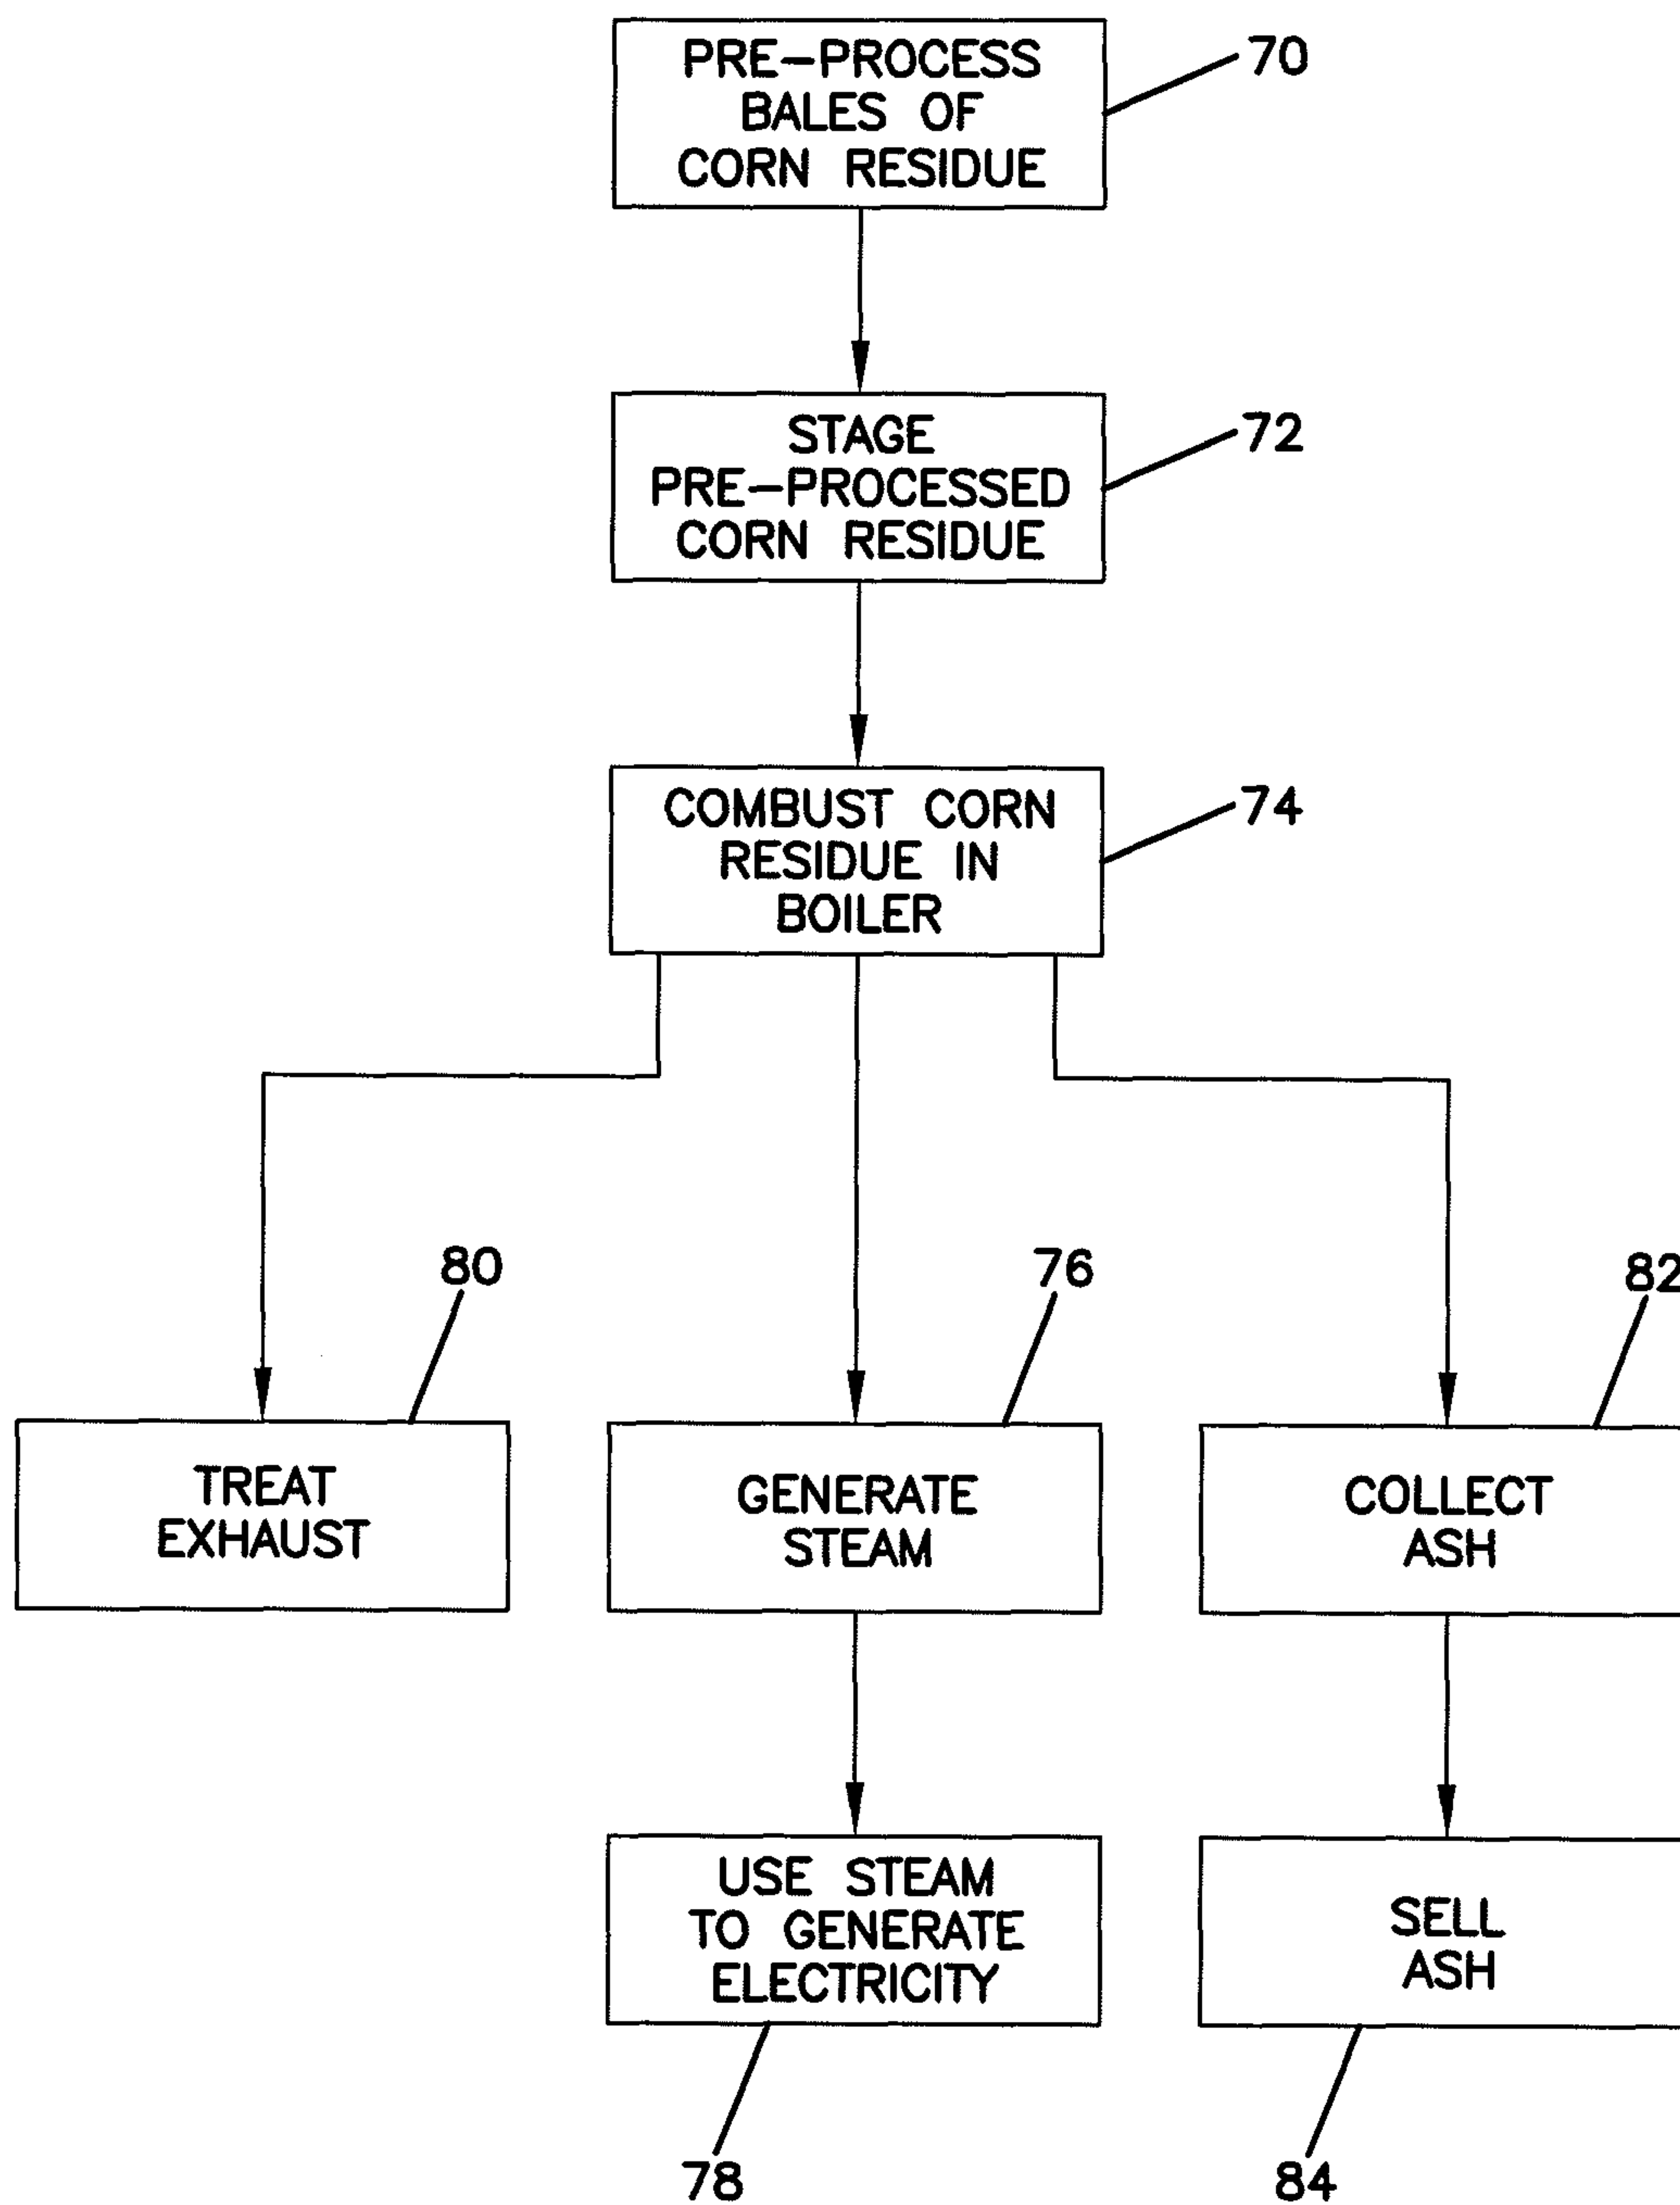 PRE-PROCESS
BALES OF
CORN RESIDUE
70
STAGE
PRE-PROCESSED
CORN RESIDUE
72
COMBUST CORN
RESIDUE IN
BOILER
74
80
76
82
TREAT
EXHAUST
GENERATE
STEAM
COLLECT
ASH
USE STEAM
TO GENERATE
ELECTRICITY
SELL
ASH
78
84